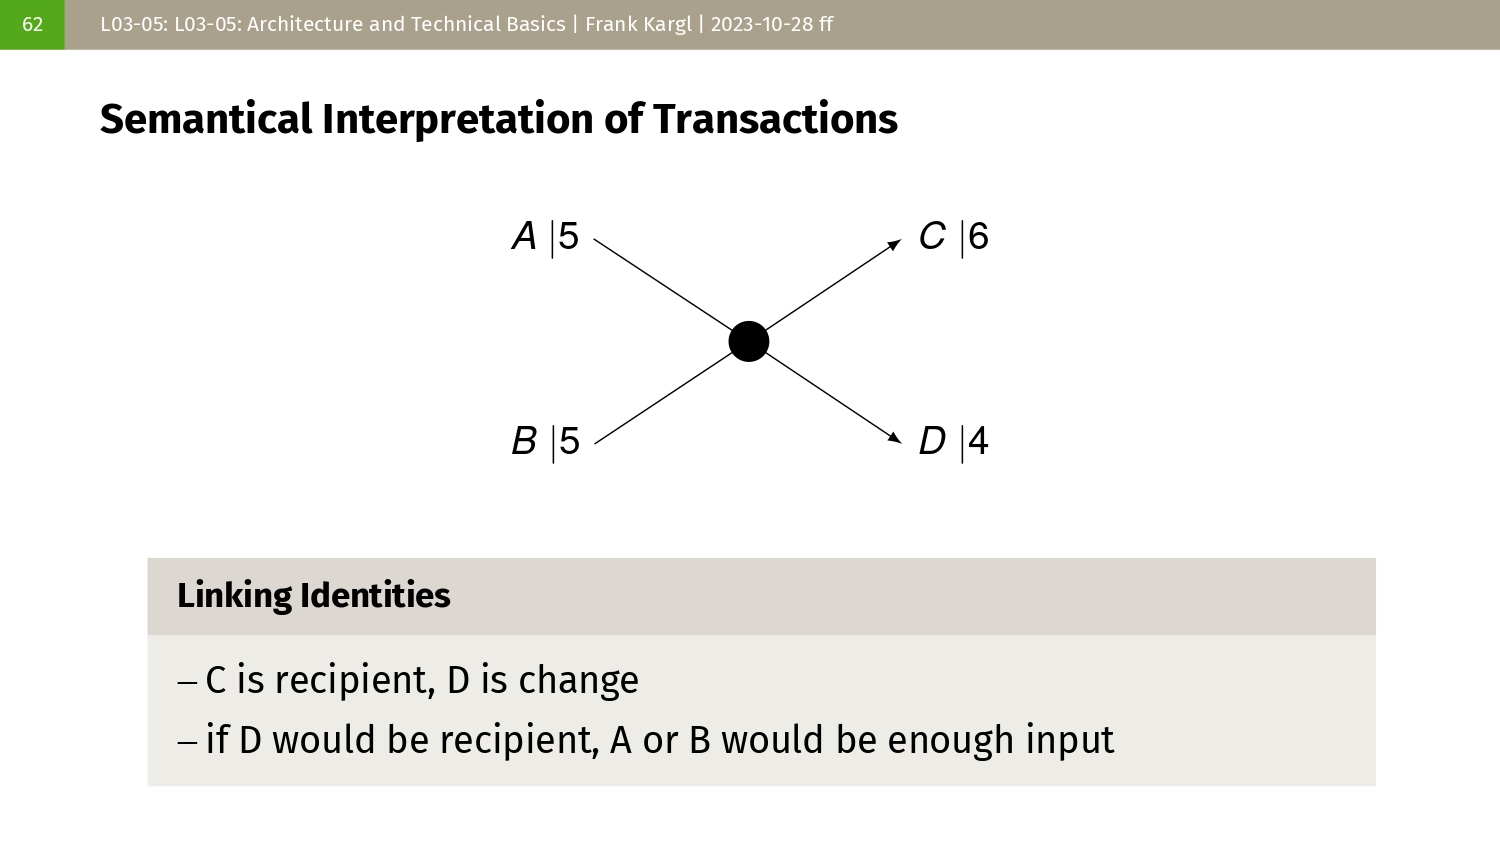 62 L03-05: L03-05: Architecture and Technical Basics | Frank Kargl | 2023-10-28 ff
Semantical Interpretation of Transactions
A |5 C |6
B |5 D |4
Linking Identities
– C is recipient, D is change
– if D would be recipient, A or B would be enough input